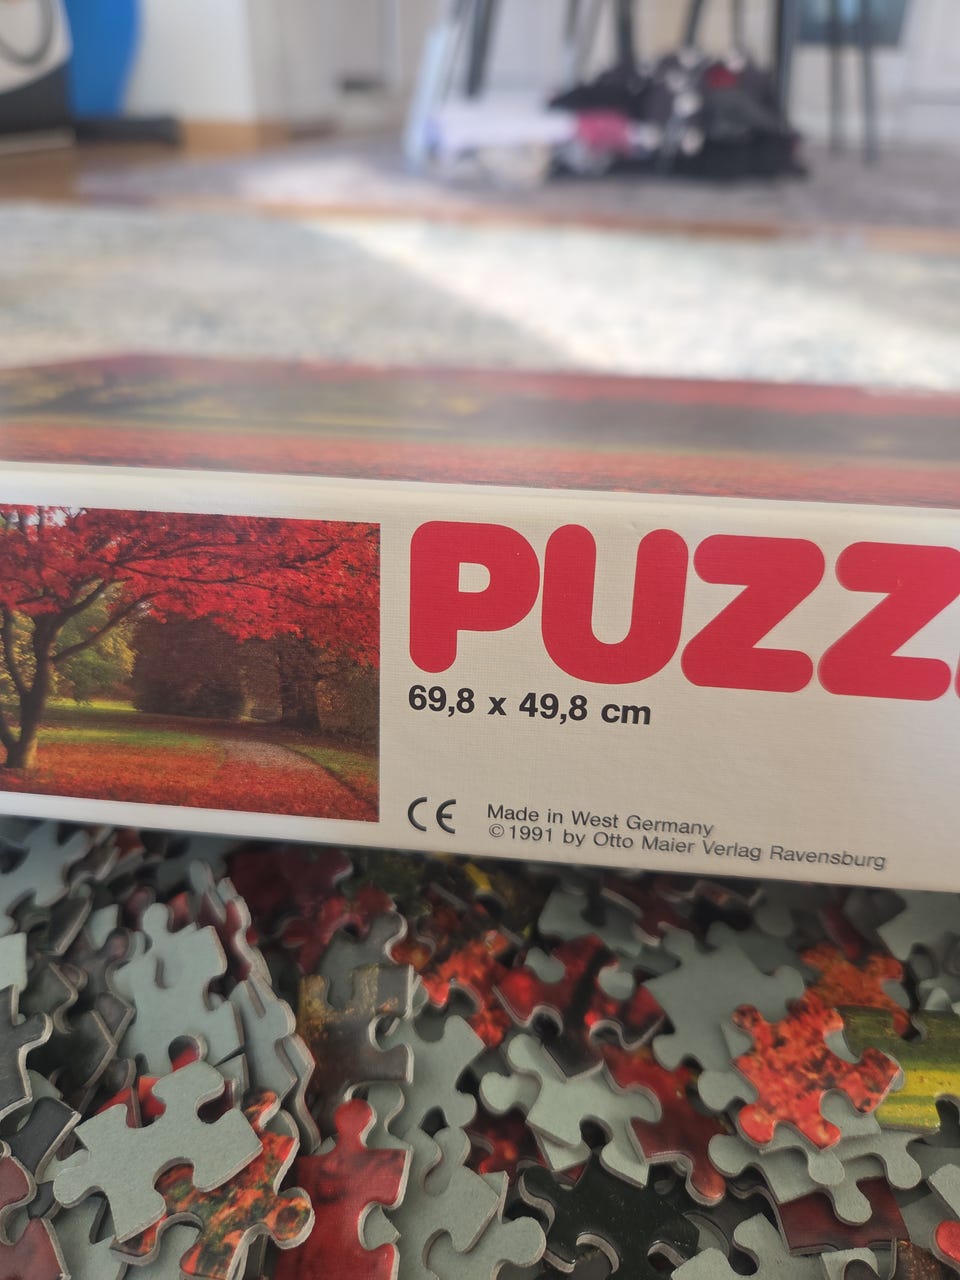 PUZZ
69,8 x 49,8 cm
CE
Made in West Germany
©1991 by Otto Maier Verlag Ravensburg